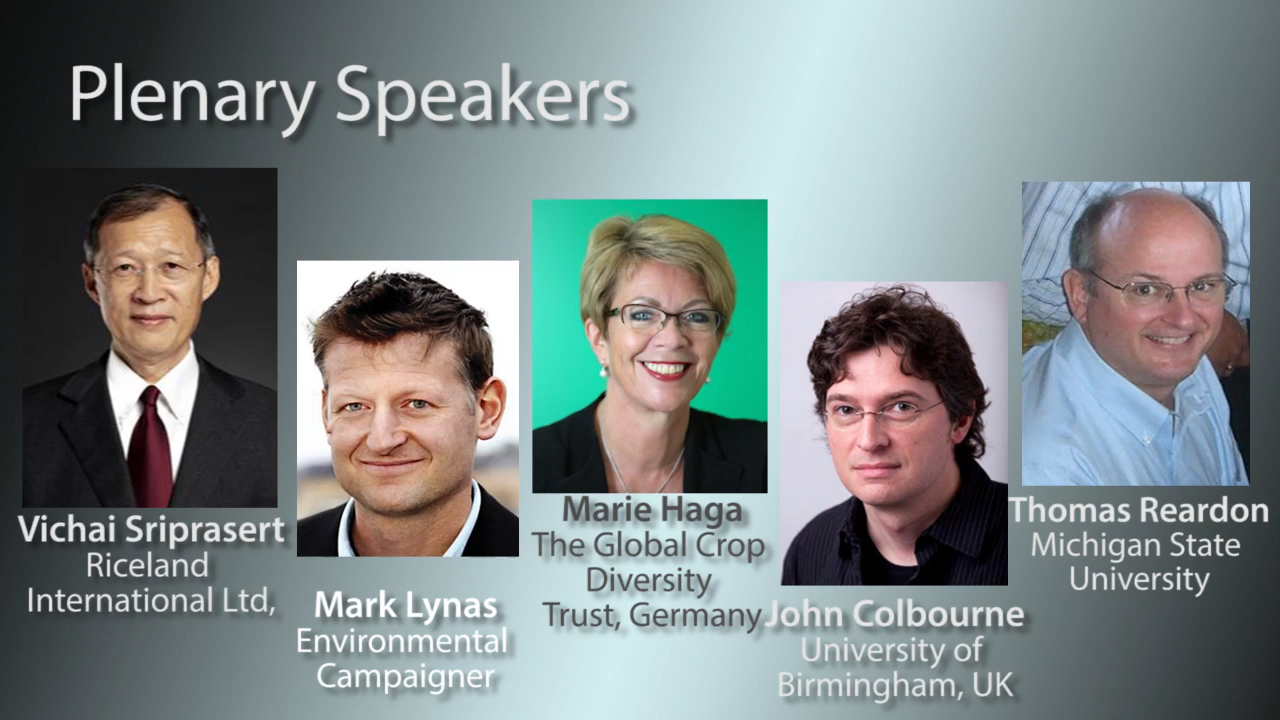 Plenary Speakers
Vichai Sriprasert
Riceland
International Ltd,
Mark Lynas
Environmental
Campaigner
Marie Haga
The Global Crop
Diversity
Trust, Germany
John Colbourne
University of
Birmingham, UK
Thomas Reardon
Michigan State
University